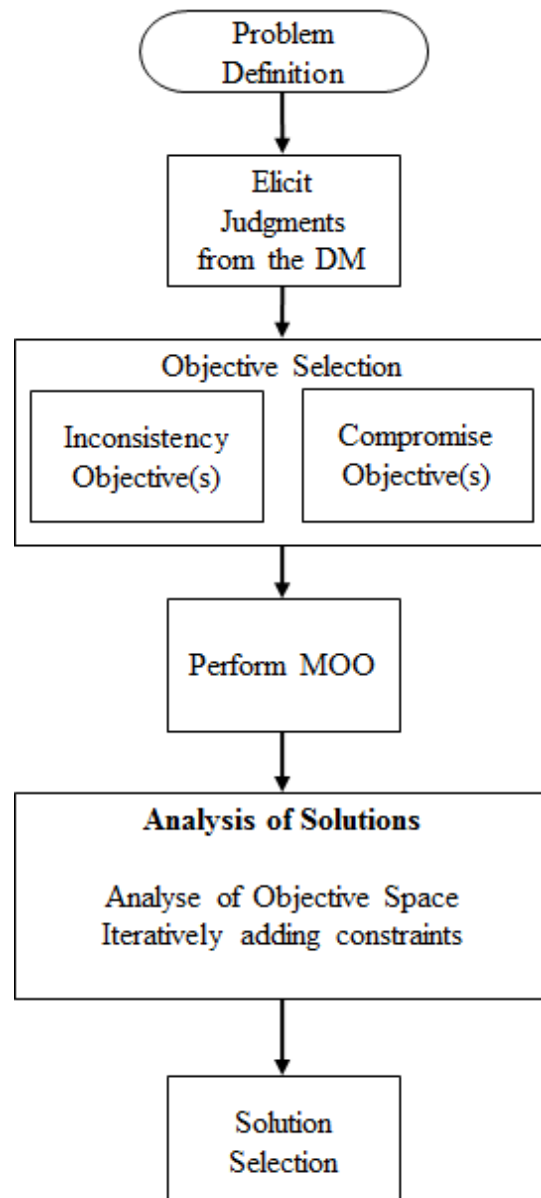 Problem
Definition
Elicit
Judgments
from the DM
Objective Selection
Inconsistency
Objective(s)
Compromise
Objective(s)
Perform MOO
Analysis of Solutions
Analyse of Objective Space
Iteratively adding constraints
Solution
Selection